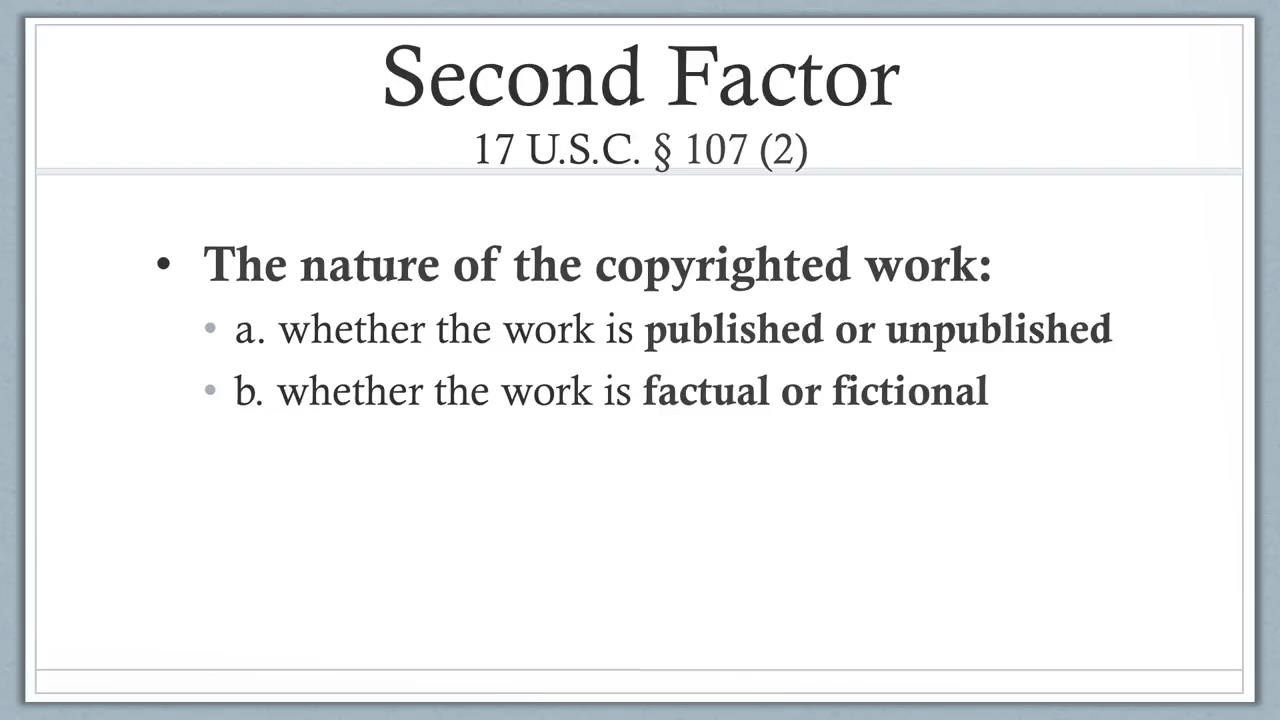 Second Factor
17 U.S.C. § 107 (2)
• The nature of the copyrighted work:
• a. whether the work is published or unpublished
• b. whether the work is factual or fictional